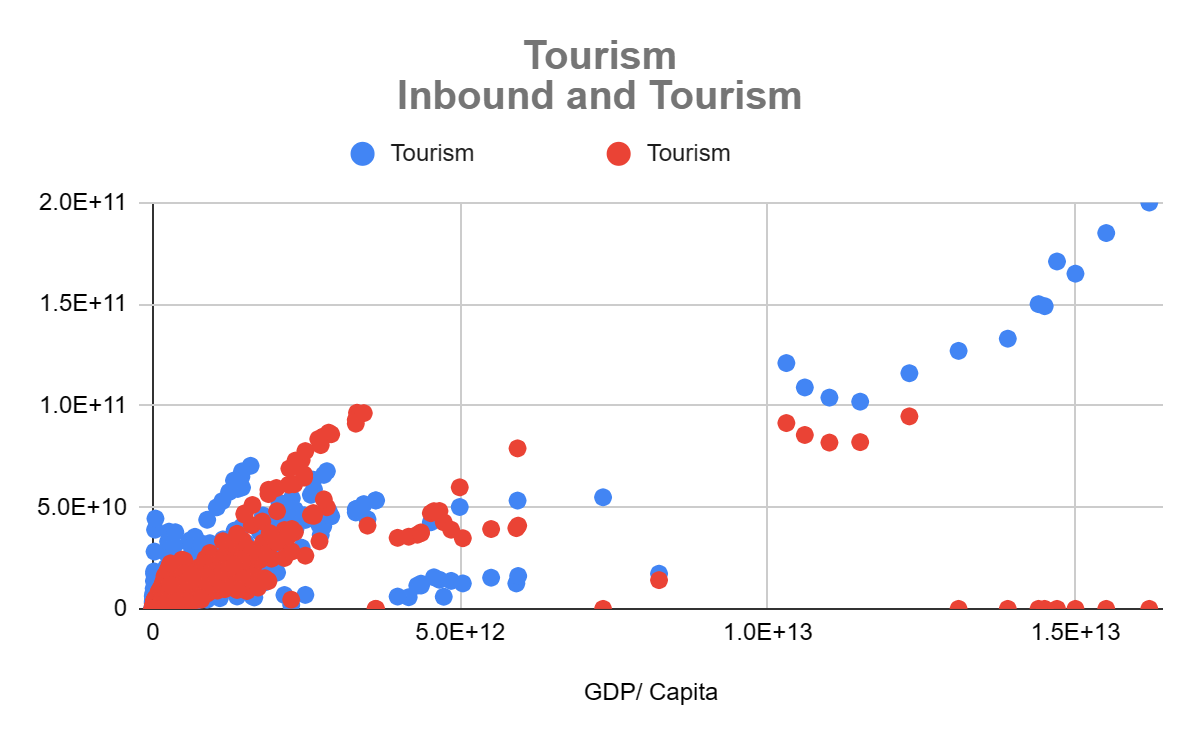 Tourism
Inbound and Tourism
Tourism
Tourism
2.0E+11
1.5E+11
1.0E+11
5.0E+10
0
0
5.0E+12
1.0E+13
1.5E+13
GDP/ Capita